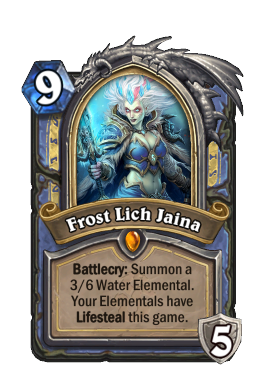 9
Frost Lich Jaina
Battlecry: Summon a
3/6 Water Elemental.
Your Elementals have
Lifesteal this game.
5